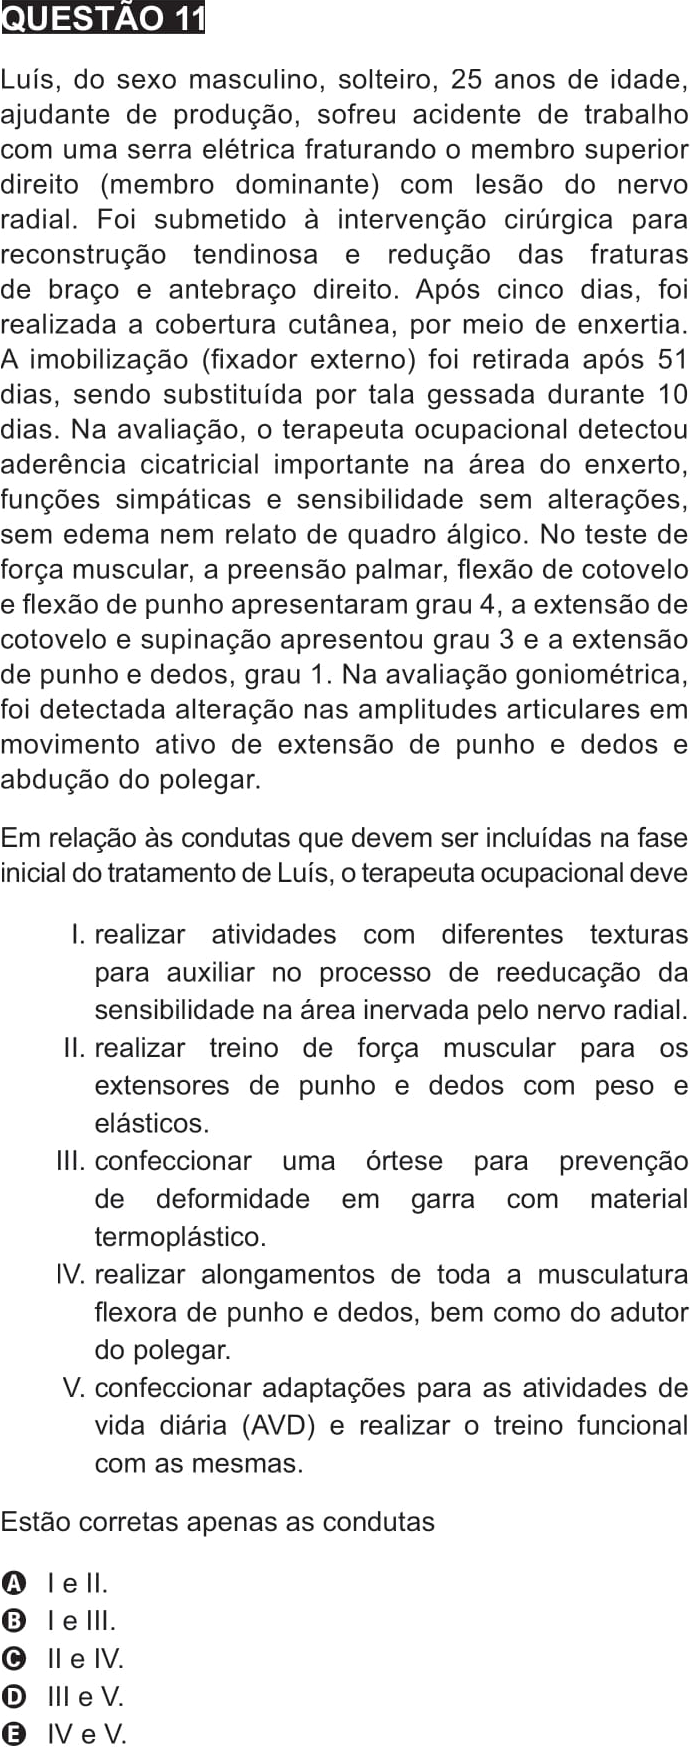 QUESTÃO 11
Luís, do sexo masculino, solteiro, 25 anos de idade,
ajudante de produção, sofreu acidente de trabalho
com uma serra elétrica fraturando o membro superior
direito (membro dominante) com lesão do nervo
radial. Foi submetido à intervenção cirúrgica para
reconstrução tendinosa e redução das fraturas
de braço e antebraço direito. Após cinco dias, foi
realizada a cobertura cutânea, por meio de enxertia.
A imobilização (fixador externo) foi retirada após 51
dias, sendo substituída por tala gessada durante 10
dias. Na avaliação, o terapeuta ocupacional detectou
aderência cicatricial importante na área do enxerto,
funções simpáticas e sensibilidade sem alterações,
sem edema nem relato de quadro álgico. No teste de
força muscular, a preensão palmar, flexão de cotovelo
e flexão de punho apresentaram grau 4, a extensão de
cotovelo e supinação apresentou grau 3 e a extensão
de punho e dedos, grau 1. Na avaliação goniométrica,
foi detectada alteração nas amplitudes articulares em
movimento ativo de extensão de punho e dedos e
abdução do polegar.
Em relação às condutas que devem ser incluídas na fase
inicial do tratamento de Luís, o terapeuta ocupacional deve
I. realizar atividades com diferentes texturas
para auxiliar no processo de reeducação da
sensibilidade na área inervada pelo nervo radial.
II. realizar treino de força muscular para os
extensores de punho e dedos com peso e
elásticos.
III. confeccionar uma órtese para prevenção
de deformidade em garra com material
termoplástico.
IV. realizar alongamentos de toda a musculatura
flexora de punho e dedos, bem como do adutor
do polegar.
V. confeccionar adaptações para as atividades de
vida diária (AVD) e realizar o treino funcional
com as mesmas.
Estão corretas apenas as condutas
A I e II.
B I e III.
C II e IV.
D III e V.
E IV e V.